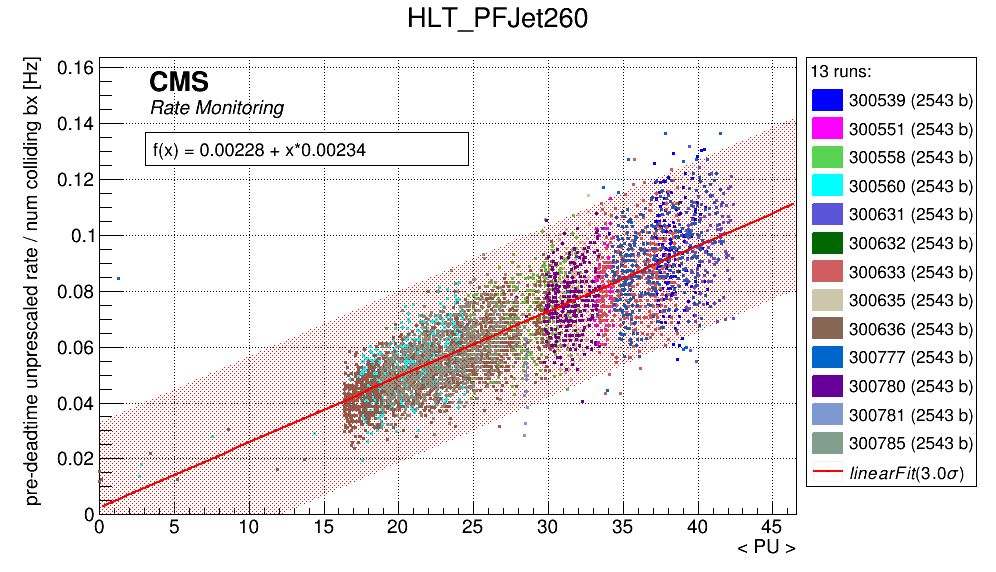 HLT_PFJet260
pre-deadtime unprescaled rate / num colliding bx [Hz]
0.16
0.14
0.12
0.1
0.08
0.06
0.04
0.02
0
CMS
Rate Monitoring
f(x) = 0.00228 + x*0.00234
0 5 10 15 20 25 30 35 40 45
< PU >
13 runs:
300539 (2543 b)
300551 (2543 b)
300558 (2543 b)
300560 (2543 b)
300631 (2543 b)
300632 (2543 b)
300633 (2543 b)
300635 (2543 b)
300636 (2543 b)
300777 (2543 b)
300780 (2543 b)
300781 (2543 b)
300785 (2543 b)
linearFit(3.0σ)